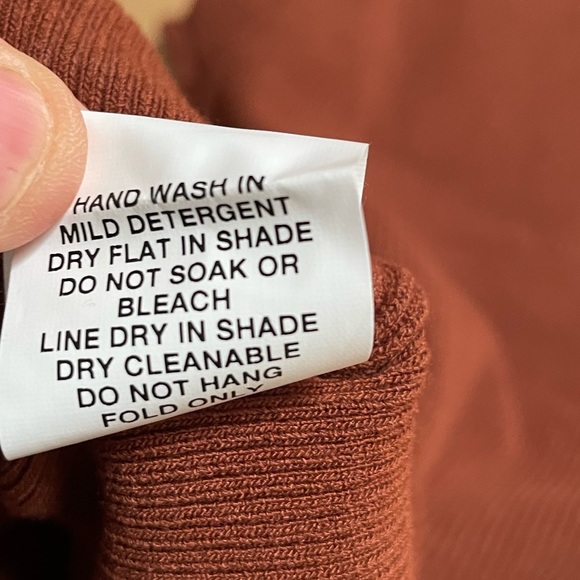 HAND WASH IN
MILD DETERGENT
DRY FLAT IN SHADE
DO NOT SOAK OR
BLEACH
LINE DRY IN SHADE
DRY CLEANABLE
DO NOT HANG
FOLD ONLY